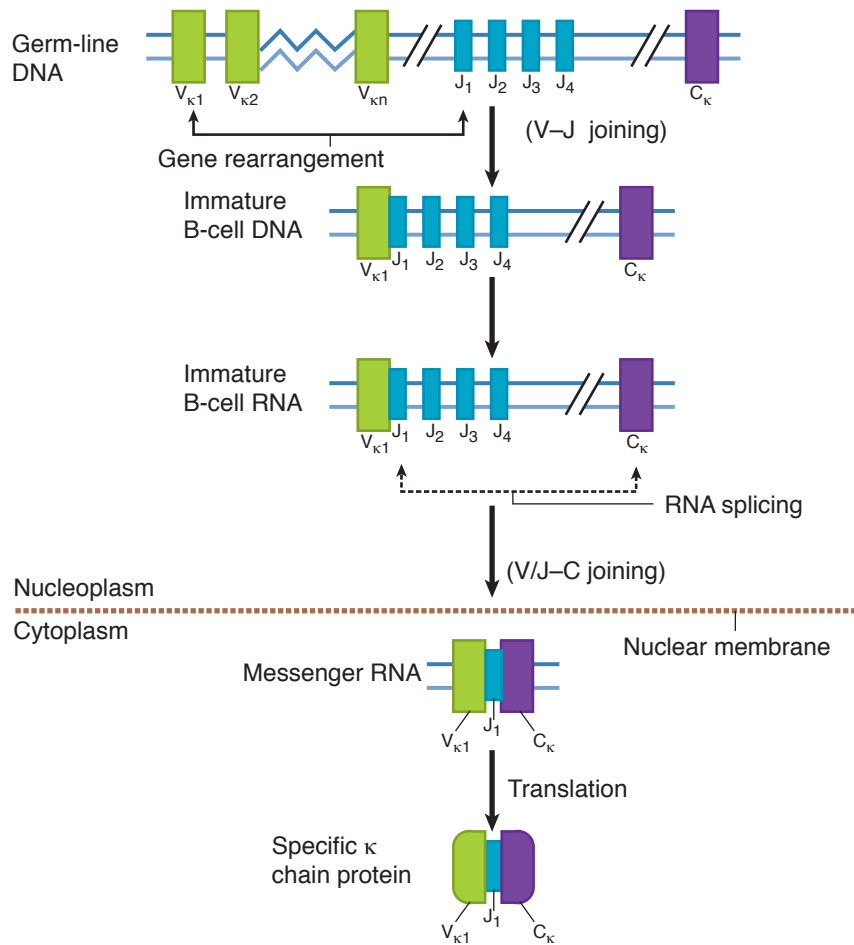 Germ-line
DNA
Vκ1 Vκ2 Vκn J1 J2 J3 J4 Cκ
(V–J joining)
Gene rearrangement
Immature
B-cell DNA
Vκ1 J1 J2 J3 J4 Cκ
Immature
B-cell RNA
Vκ1 J1 J2 J3 J4 Cκ
RNA splicing
(V/J–C joining)
Nucleoplasm
Cytoplasm
Nuclear membrane
Messenger RNA
Vκ1 J1 Cκ
Translation
Specific κ
chain protein
Vκ1 J1 Cκ